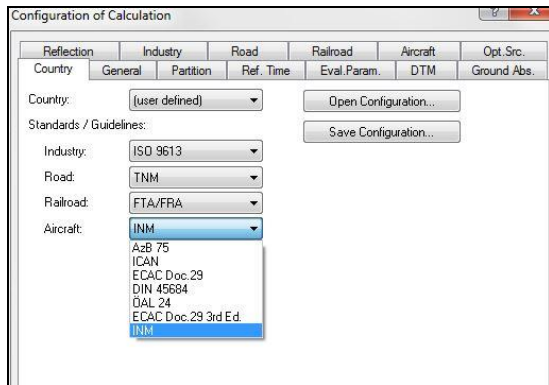 Configuration of Calculation
Reflection Industry Road Railroad Aircraft Opt.Src.
Country General Partition Ref. Time Eval.Param. DTM Ground Abs.
Country: (user defined) Open Configuration...
Standards / Guidelines: Save Configuration...
Industry: ISO 9613
Road: TNM
Railroad: FTA/FRA
Aircraft: INM
AzB 75
ICAN
ECAC Doc.29
DIN 45684
ÖAL 24
ECAC Doc.29 3rd Ed.
INM